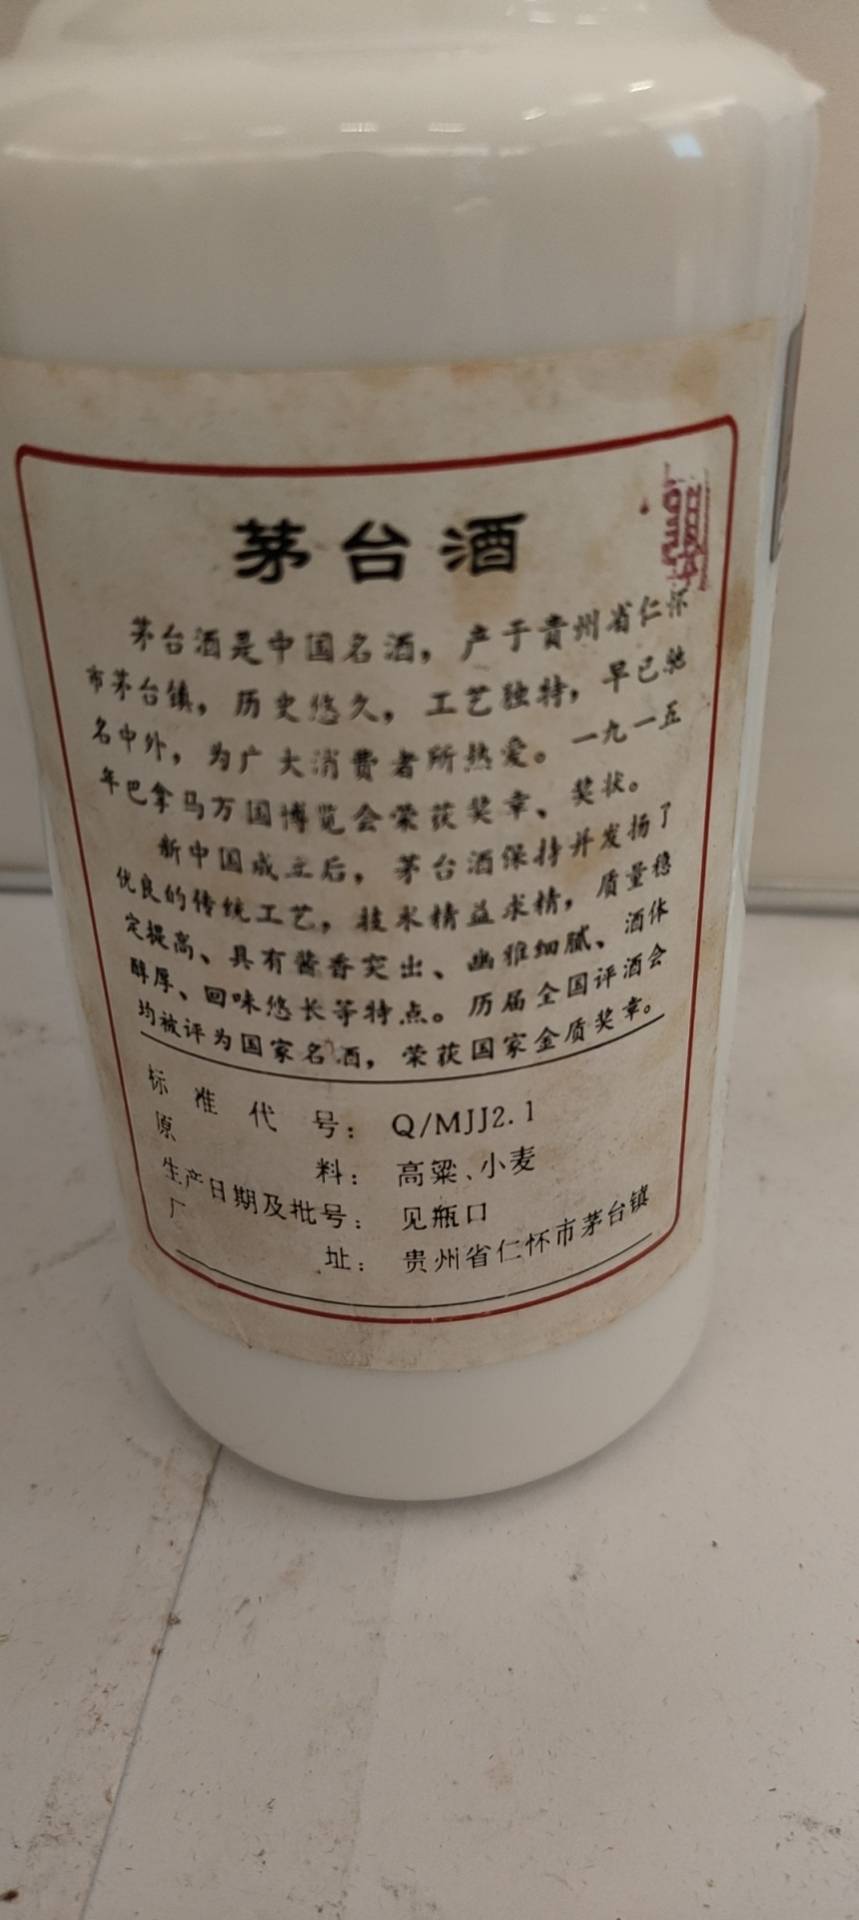 茅台酒
茅台酒是中国名酒，产于贵州省仁怀
市茅台镇，历史悠久，工艺独特，早已驰
名中外，为广大消费者所热爱。一九一五
年巴拿马万国博览会荣获奖章、奖状。
新中国成立后，茅台酒保持并发扬了
优良的传统工艺，技术精益求精，质量稳
定提高、具有酱香突出、幽雅细腻、酒体
醇厚、回味悠长等特点。历届全国评酒会
均被评为国家名酒，荣获国家金质奖章。
标准代号：Q/MJJ2.1
原料：高粱、小麦
生产日期及批号：见瓶口
厂址：贵州省仁怀市茅台镇